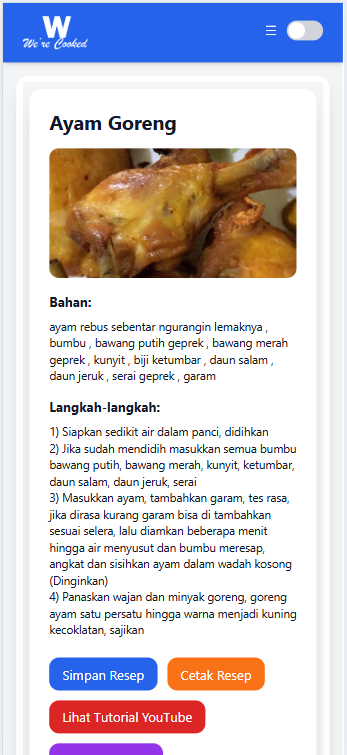 W
We're Cooked
☰
Ayam Goreng
Bahan:
ayam rebus sebentar ngurangin lemaknya ,
bumbu , bawang putih geprek , bawang merah
geprek , kunyit , biji ketumbar , daun salam ,
daun jeruk , serai geprek , garam
Langkah-langkah:
1) Siapkan sedikit air dalam panci, didihkan
2) Jika sudah mendidih masukkan semua bumbu
bawang putih, bawang merah, kunyit, ketumbar,
daun salam, daun jeruk, serai
3) Masukkan ayam, tambahkan garam, tes rasa,
jika dirasa kurang garam bisa di tambahkan
sesuai selera, lalu diamkan beberapa menit
hingga air menyusut dan bumbu meresap,
angkat dan sisihkan ayam dalam wadah kosong
(Dinginkan)
4) Panaskan wajan dan minyak goreng, goreng
ayam satu persatu hingga warna menjadi kuning
kecoklatan, sajikan
Simpan Resep Cetak Resep
Lihat Tutorial YouTube